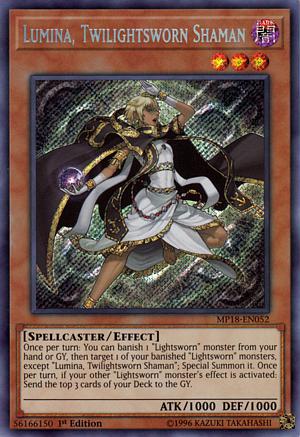 Lumina, Twilightsworn Shaman
DARK
MP18-EN052
[Spellcaster/Effect]
Once per turn: You can banish 1 "Lightsworn" monster from
your hand or GY, then target 1 of your banished "Lightsworn" monsters,
except "Lumina, Twilightsworn Shaman"; Special Summon it. Once
per turn, if your other "Lightsworn" monster's effect is activated:
Send the top 3 cards of your Deck to the GY.
ATK/1000 DEF/1000
56166150 1st Edition ©1996 KAZUKI TAKAHASHI